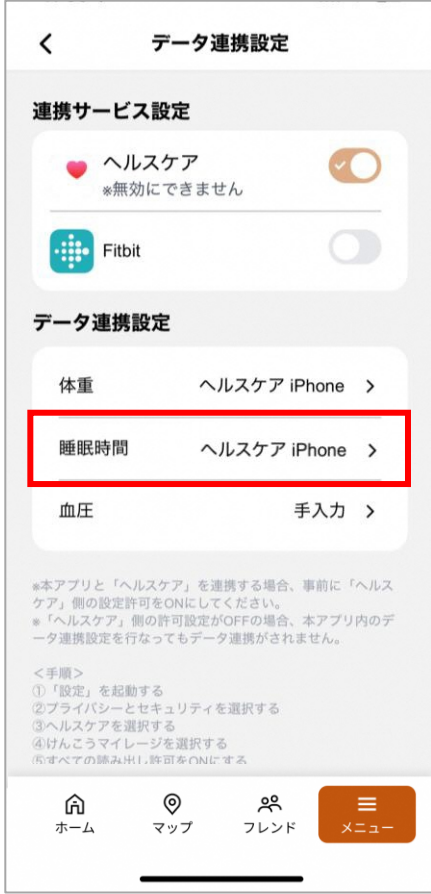 データ連携設定
連携サービス設定
ヘルスケア
※無効にできません
Fitbit
データ連携設定
体重 ヘルスケア iPhone
睡眠時間 ヘルスケア iPhone
血圧 手入力
※本アプリと「ヘルスケア」を連携する場合、事前に「ヘルス
ケア」側の設定許可をONにしてください。
※「ヘルスケア」側の許可設定がOFFの場合、本アプリ内のデ
ータ連携設定を行なってもデータ連携がされません。
＜手順＞
①「設定」を起動する
②プライバシーとセキュリティを選択する
③ヘルスケアを選択する
④けんこうマイレージを選択する
⑤すべての読み出し許可をONにする
ホーム マップ フレンド メニュー